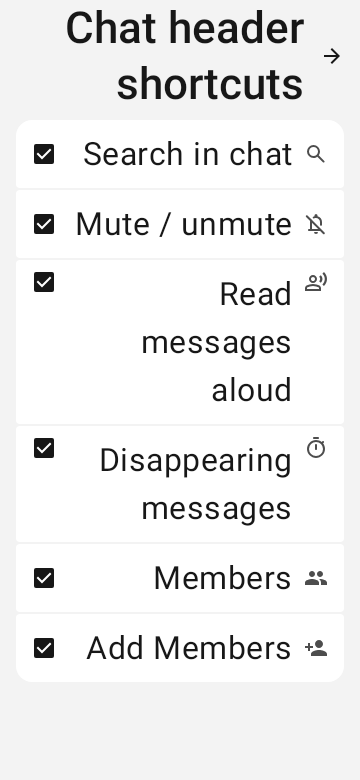 Chat header
shortcuts
Search in chat
Mute / unmute
Read
messages
aloud
Disappearing
messages
Members
Add Members